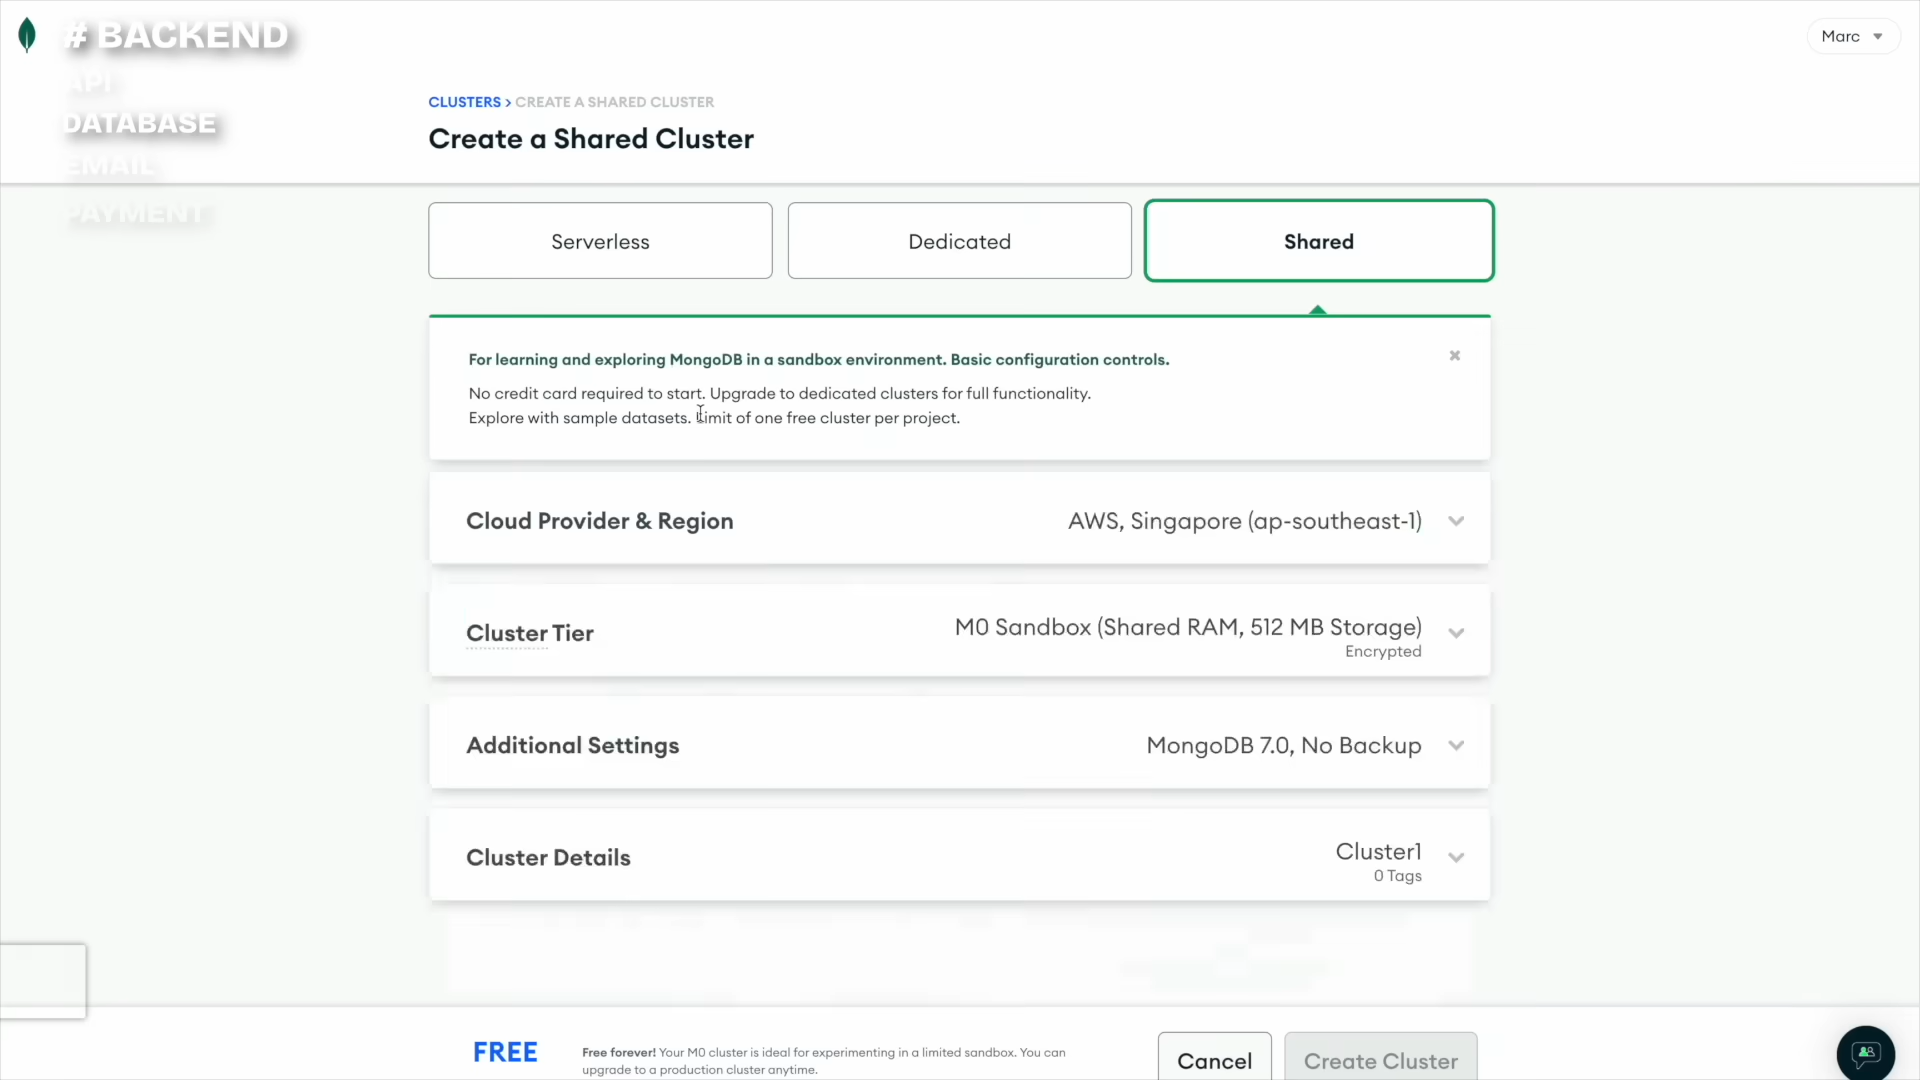 # BACKEND
API
DATABASE
EMAIL
PAYMENT
Marc
CLUSTERS > CREATE A SHARED CLUSTER
Create a Shared Cluster
Serverless
Dedicated
Shared
For learning and exploring MongoDB in a sandbox environment. Basic configuration controls.
No credit card required to start. Upgrade to dedicated clusters for full functionality.
Explore with sample datasets. Limit of one free cluster per project.
Cloud Provider & Region
AWS, Singapore (ap-southeast-1)
Cluster Tier
M0 Sandbox (Shared RAM, 512 MB Storage)
Encrypted
Additional Settings
MongoDB 7.0, No Backup
Cluster Details
Cluster1
0 Tags
FREE
Free forever! Your M0 cluster is ideal for experimenting in a limited sandbox. You can
upgrade to a production cluster anytime.
Cancel
Create Cluster